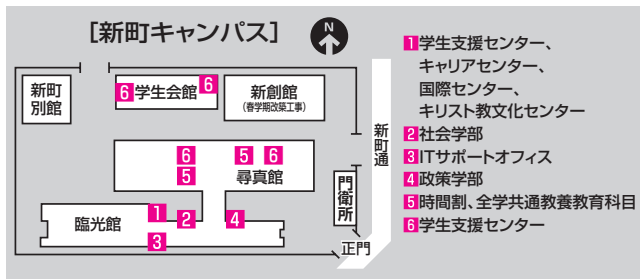 [新町キャンパス]
N
新町
別館
6学生会館6
新創館
(春学期改築工事)
新町通
6 5 6
5 尋真館
門衛所
臨光館 1 2 4
3
正門
1学生支援センター、
キャリアセンター、
国際センター、
キリスト教文化センター
2社会学部
3ITサポートオフィス
4政策学部
5時間割、全学共通教養教育科目
6学生支援センター